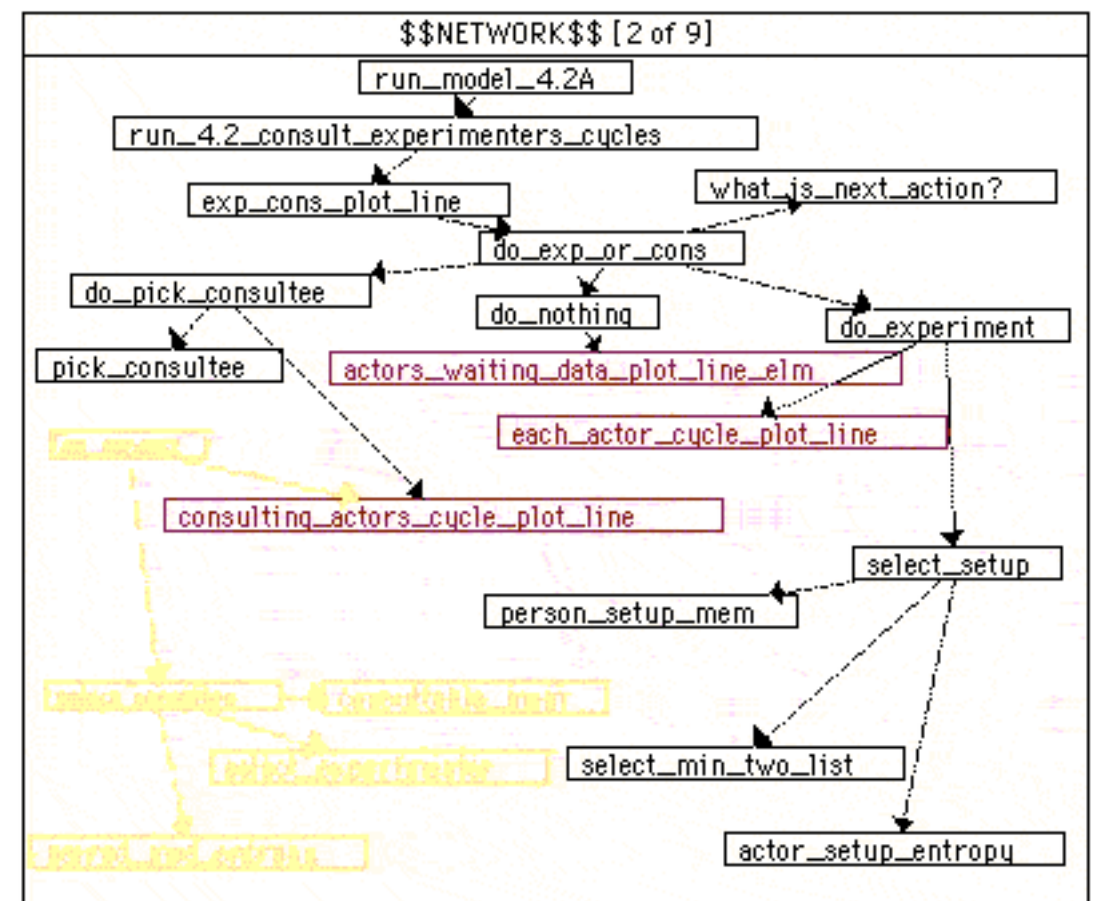 $$NETWORK$$ [2 of 9]
run_model_4.2A
run_4.2_consult_experimenters_cycles
exp_cons_plot_line
what_is_next_action?
do_exp_or_cons
do_pick_consultee
do_nothing
do_experiment
pick_consultee
actors_waiting_data_plot_line_elm
each_actor_cycle_plot_line
consulting_actors_cycle_plot_line
select_setup
person_setup_mem
select_min_two_list
actor_setup_entropy